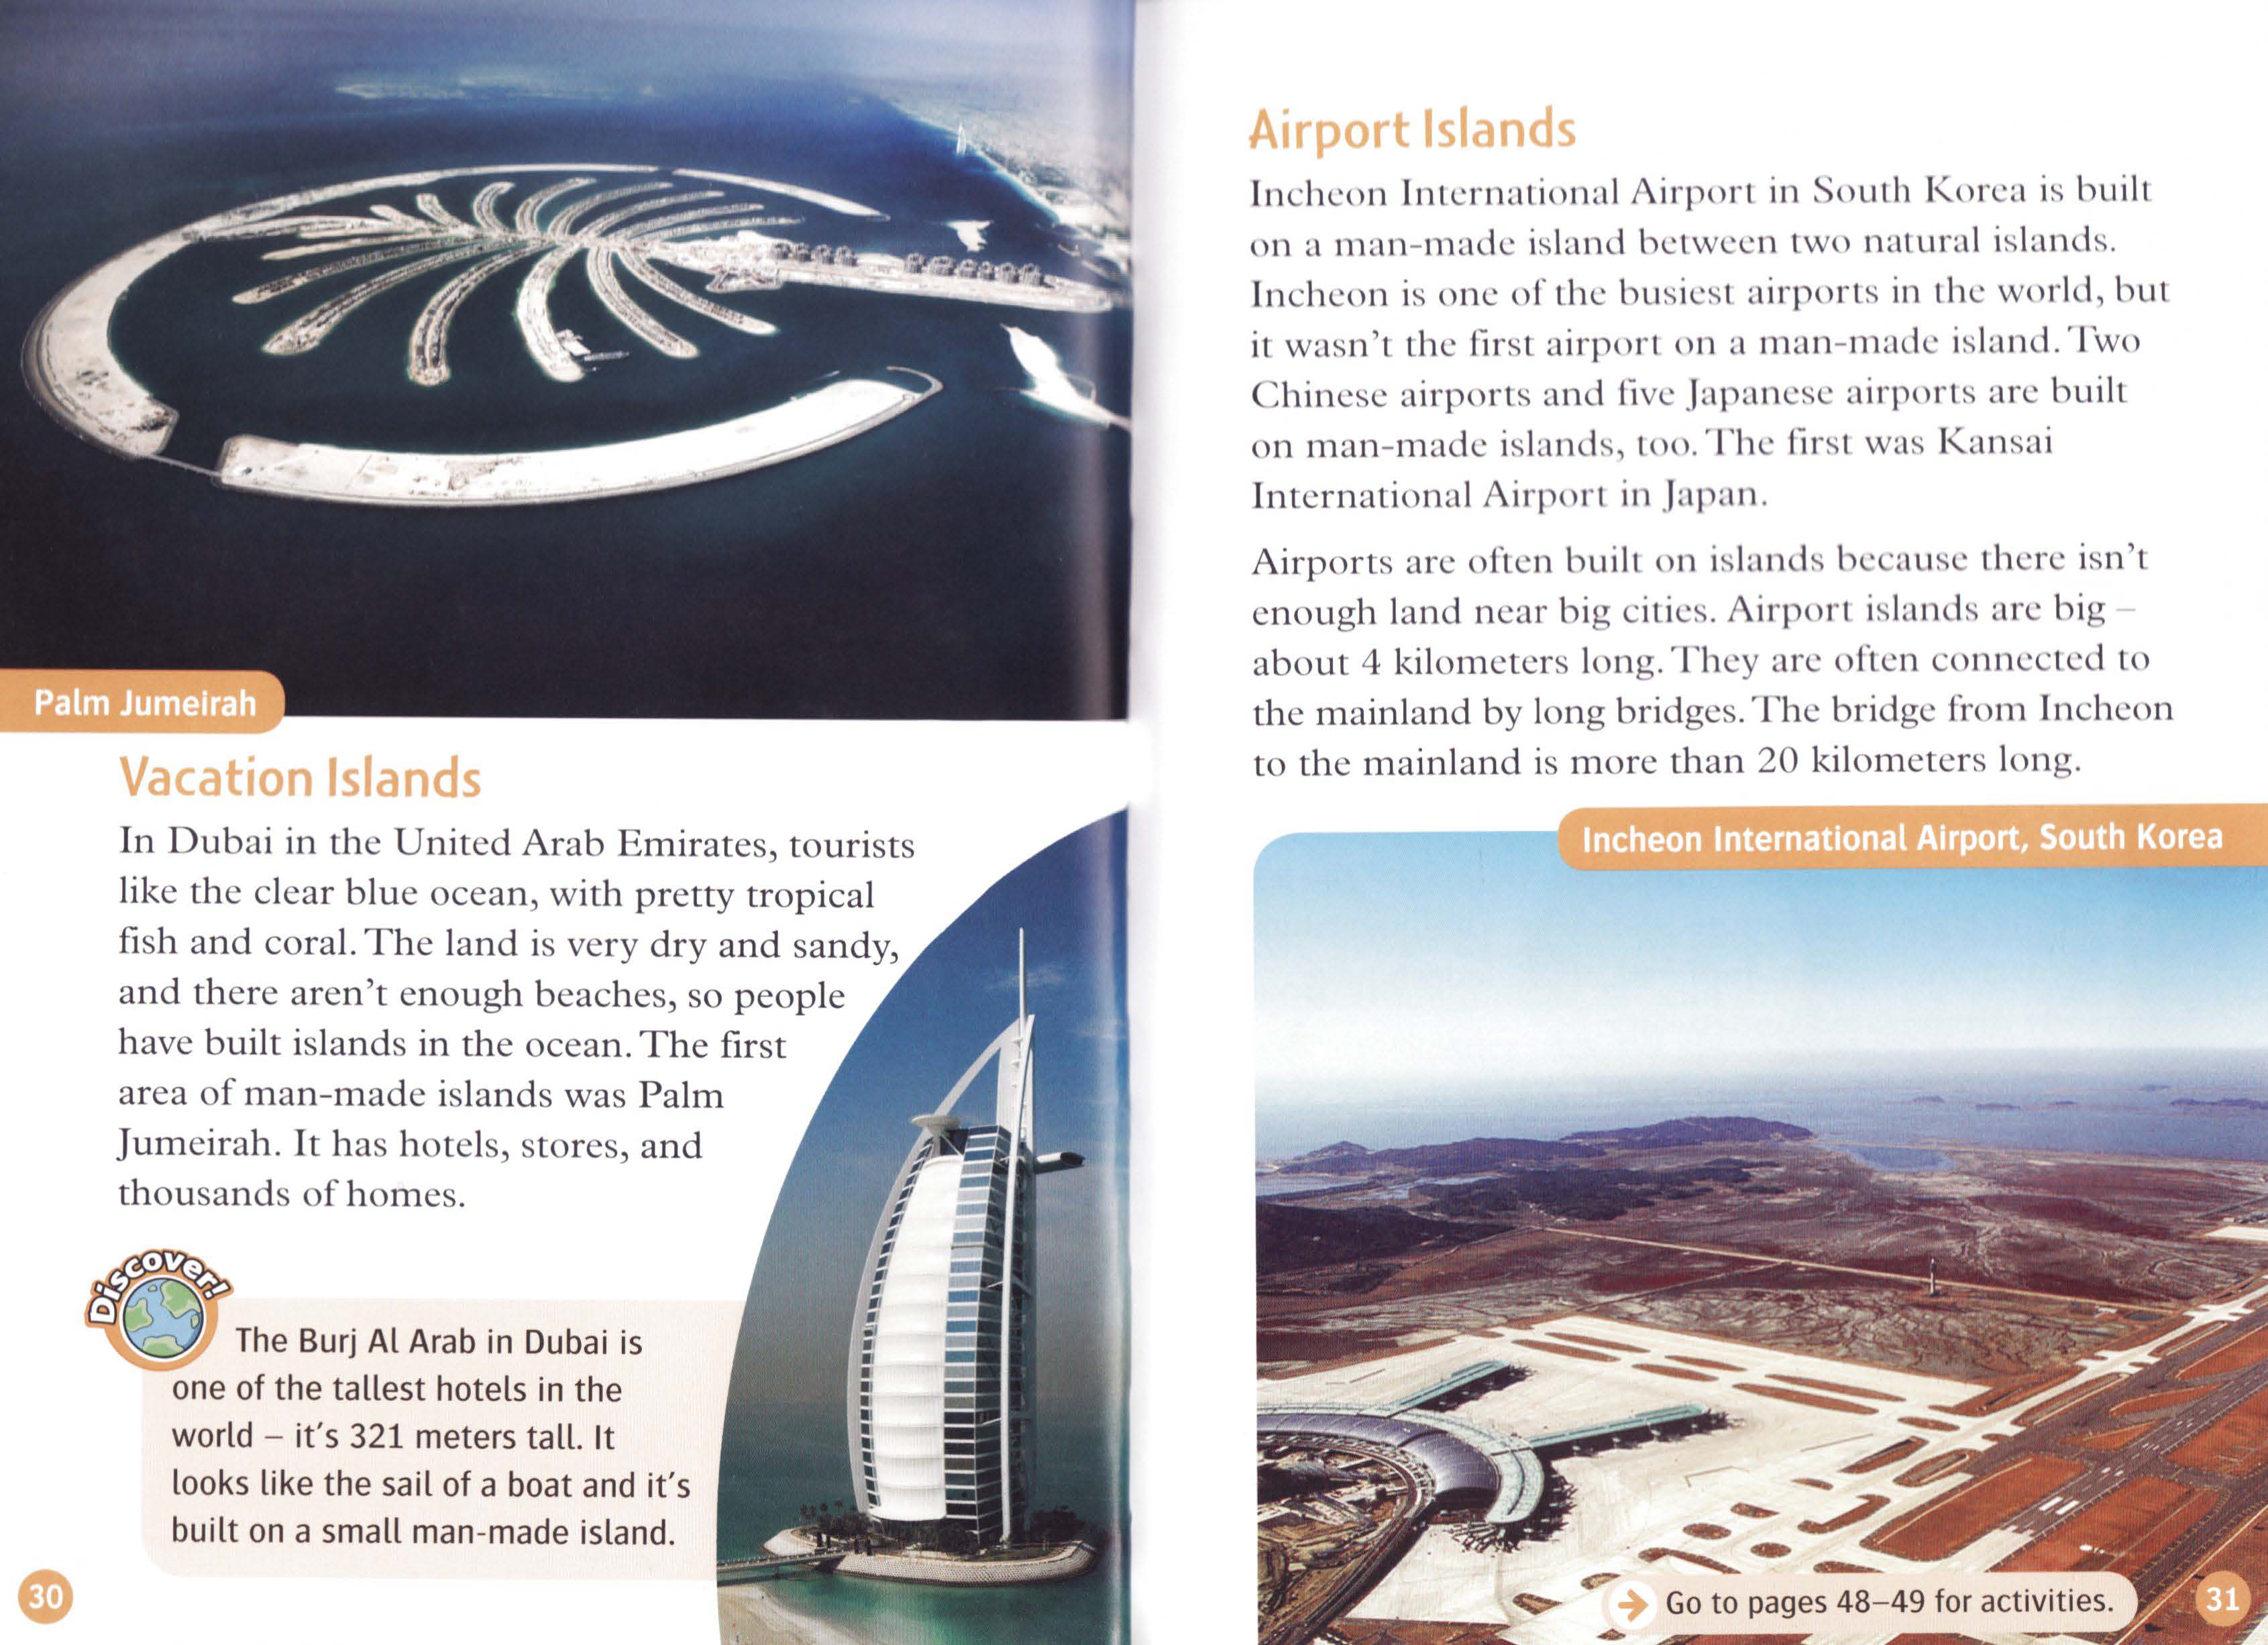 Palm Jumeirah
Vacation Islands
In Dubai in the United Arab Emirates, tourists
like the clear blue ocean, with pretty tropical
fish and coral. The land is very dry and sandy,
and there aren't enough beaches, so people
have built islands in the ocean. The first
area of man-made islands was Palm
Jumeirah. It has hotels, stores, and
thousands of homes.
Discover!
The Burj Al Arab in Dubai is
one of the tallest hotels in the
world – it's 321 meters tall. It
looks like the sail of a boat and it's
built on a small man-made island.
30
Airport Islands
Incheon International Airport in South Korea is built
on a man-made island between two natural islands.
Incheon is one of the busiest airports in the world, but
it wasn't the first airport on a man-made island. Two
Chinese airports and five Japanese airports are built
on man-made islands, too. The first was Kansai
International Airport in Japan.
Airports are often built on islands because there isn't
enough land near big cities. Airport islands are big –
about 4 kilometers long. They are often connected to
the mainland by long bridges. The bridge from Incheon
to the mainland is more than 20 kilometers long.
Incheon International Airport, South Korea
Go to pages 48–49 for activities.
31